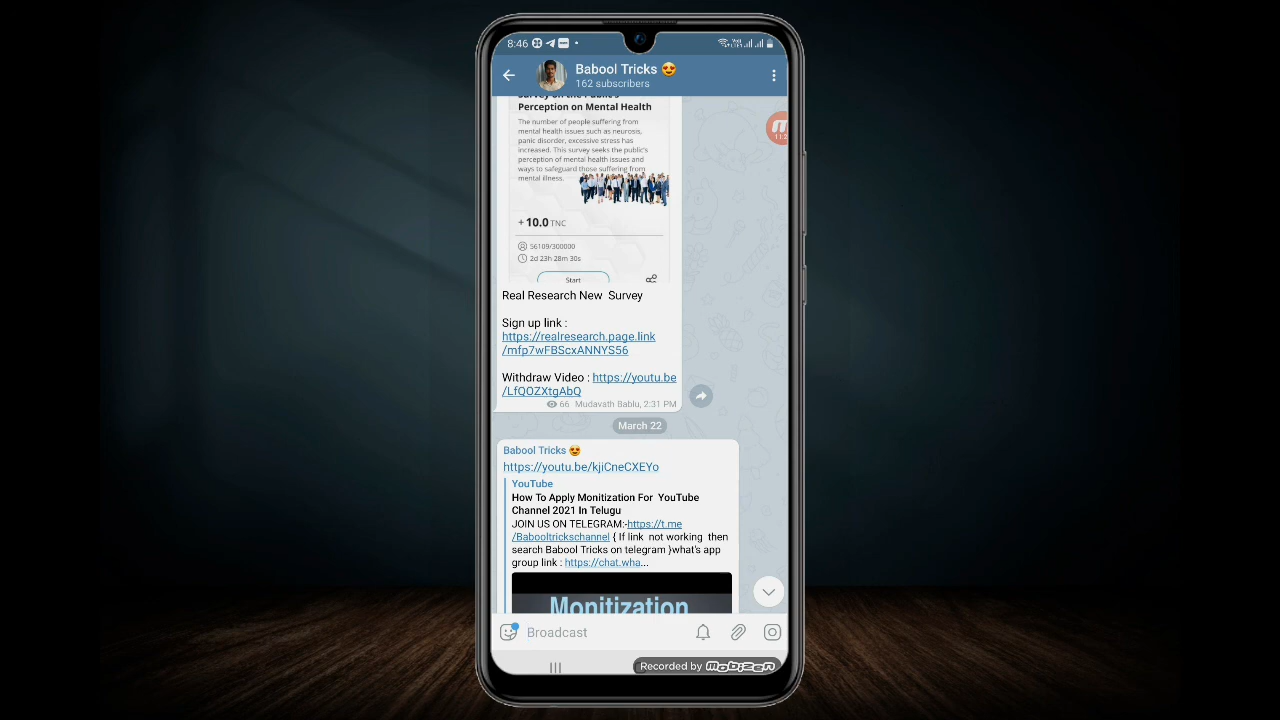 8:46
Babool Tricks 😍
162 subscribers
Perception on Mental Health
The number of people suffering from
mental health issues such as neurosis,
panic disorder, excessive stress has
increased. This survey seeks the public's
perception of mental health issues and
ways to safeguard those suffering from
mental illness.
+ 10.0 TNC
56109/300000
2d 23h 28m 30s
Start
Real Research New Survey
Sign up link :
https://realresearch.page.link
/mfp7wFBScxANNYS56
Withdraw Video : https://youtu.be
/LfQOZXtgAbQ
66 Mudavath Bablu, 2:31 PM
March 22
Babool Tricks 😍
https://youtu.be/kjiCneCXEYo
YouTube
How To Apply Monitization For YouTube
Channel 2021 In Telugu
JOIN US ON TELEGRAM:-https://t.me
/Babooltrickschannel { If link not working then
search Babool Tricks on telegram }what's app
group link : https://chat.wha...
Monitization
Broadcast
Recorded by mobizen